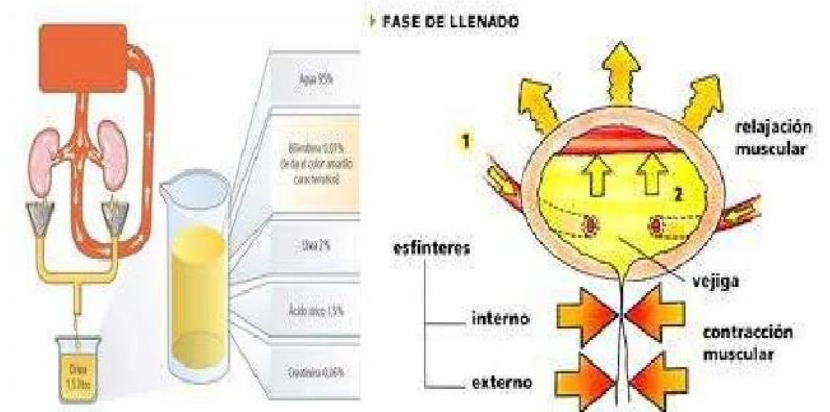 Agua 95%
Bilirrubina 0,01%
(le da el color amarillo
característico)
Urea 2%
Ácido úrico 1,5%
Creatinina 0,06%
Orina
1,5 litros
FASE DE LLENADO
1
relajación
muscular
2
esfínteres
vejiga
interno
contracción
muscular
externo